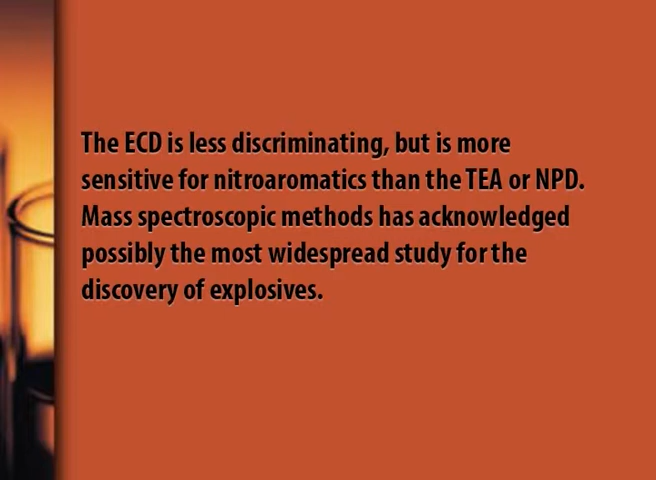 The ECD is less discriminating, but is more
sensitive for nitroaromatics than the TEA or NPD.
Mass spectroscopic methods has acknowledged
possibly the most widespread study for the
discovery of explosives.